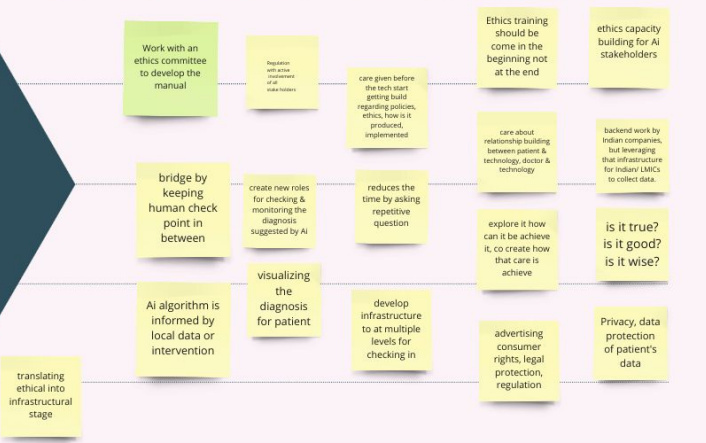 Work with an
ethics committee
to develop the
manual
Regulation
with active
involvement
of all
stake holders
care given before
the tech start
getting build
regarding policies,
ethics, how is it
produced,
implemented
Ethics training
should be
come in the
beginning not
at the end
ethics capacity
building for Ai
stakeholders
care about
relationship building
between patient &
technology, doctor &
technology
backend work by
Indian companies,
but leveraging
that infrastructure
for Indian/ LMICs
to collect data.
bridge by
keeping
human check
point in
between
create new roles
for checking &
monitoring the
diagnosis
suggested by Ai
reduces the
time by asking
repetitive
question
explore it how
can it be achieve
it, co create how
that care is
achieve
is it true?
is it good?
is it wise?
Ai algorithm is
informed by
local data or
intervention
visualizing
the
diagnosis
for patient
develop
infrastructure
to at multiple
levels for
checking in
advertising
consumer
rights, legal
protection,
regulation
Privacy, data
protection
of patient's
data
translating
ethical into
infrastructural
stage